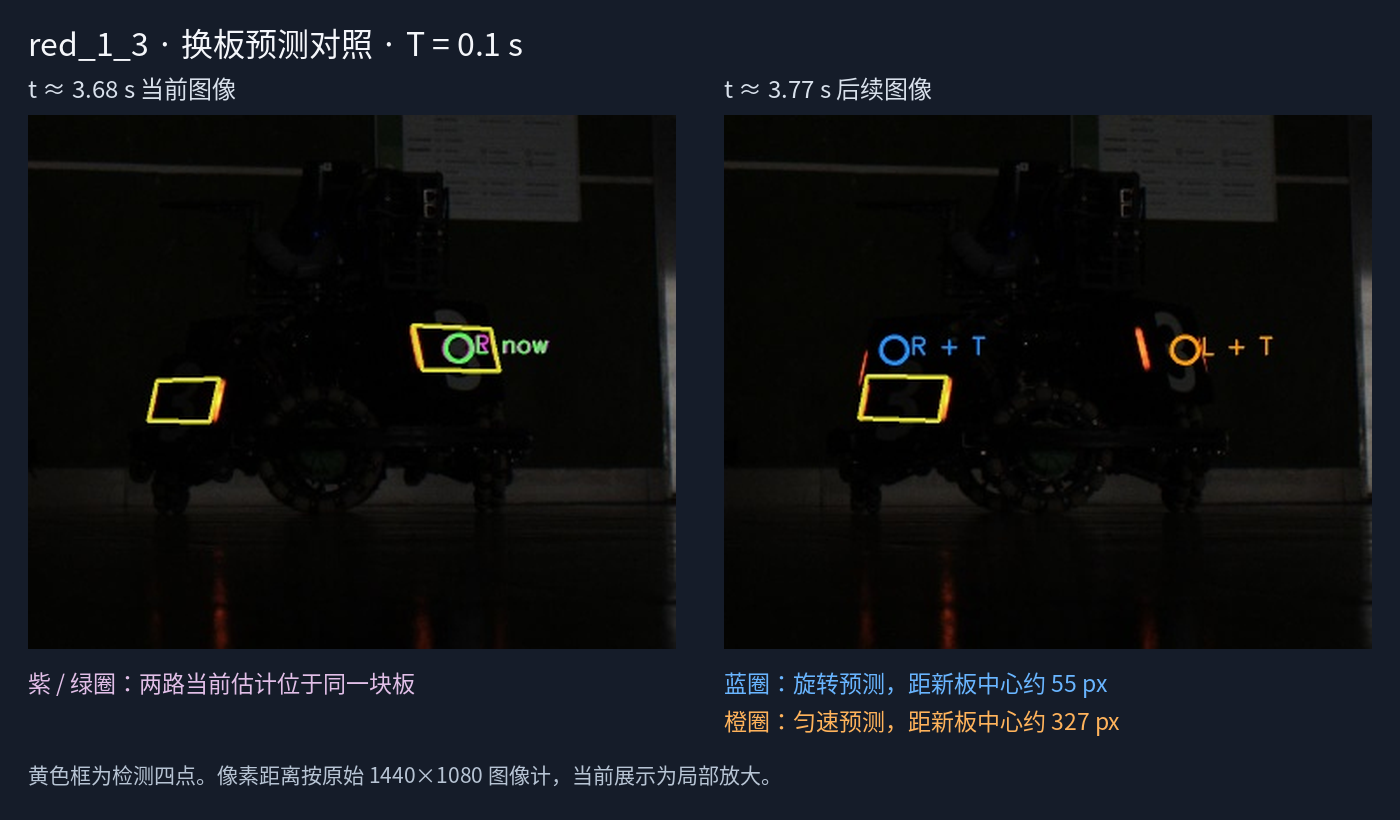 red_1_3 · 换板预测对照 · T = 0.1 s
t ≈ 3.68 s 当前图像
t ≈ 3.77 s 后续图像
R now
R + T
L + T
3
3
3
紫 / 绿圈：两路当前估计位于同一块板
蓝圈：旋转预测，距新板中心约 55 px
橙圈：匀速预测，距新板中心约 327 px
黄色框为检测四点。像素距离按原始 1440×1080 图像计，当前展示为局部放大。